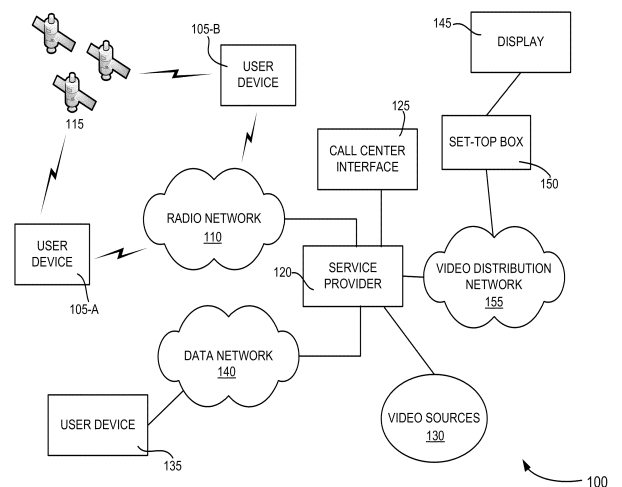 145
DISPLAY
105-B
USER
DEVICE
115
125
CALL CENTER
INTERFACE
SET-TOP BOX
150
RADIO NETWORK
110
USER
DEVICE
105-A
120
SERVICE
PROVIDER
VIDEO DISTRIBUTION
NETWORK
155
DATA NETWORK
140
USER DEVICE
135
VIDEO SOURCES
130
100